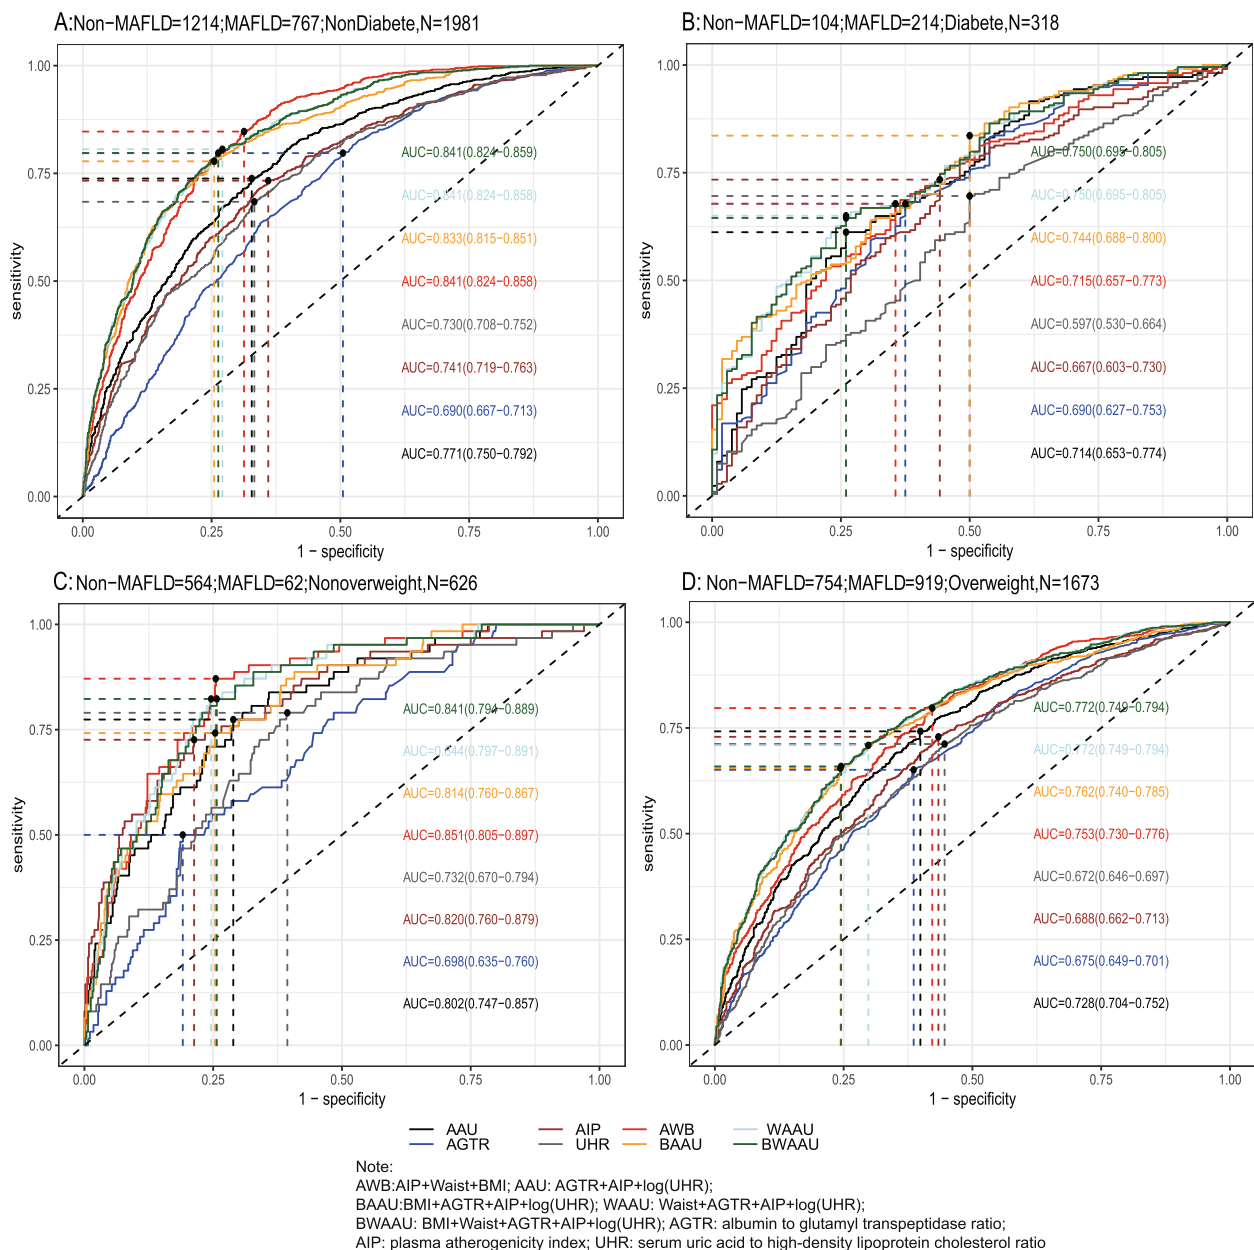 A:Non−MAFLD=1214;MAFLD=767;NonDiabete,N=1981
1.00
0.75
0.50
0.25
0.00
sensitivity
AUC=0.841(0.824−0.859)
AUC=0.841(0.824−0.858)
AUC=0.833(0.815−0.851)
AUC=0.841(0.824−0.858)
AUC=0.730(0.708−0.752)
AUC=0.741(0.719−0.763)
AUC=0.690(0.667−0.713)
AUC=0.771(0.750−0.792)
0.00 0.25 0.50 0.75 1.00
1 − specificity
B:Non−MAFLD=104;MAFLD=214;Diabete,N=318
1.00
0.75
0.50
0.25
0.00
sensitivity
AUC=0.750(0.695−0.805)
AUC=0.750(0.695−0.805)
AUC=0.744(0.688−0.800)
AUC=0.715(0.657−0.773)
AUC=0.597(0.530−0.664)
AUC=0.667(0.603−0.730)
AUC=0.690(0.627−0.753)
AUC=0.714(0.653−0.774)
0.00 0.25 0.50 0.75 1.00
1 − specificity
C:Non−MAFLD=564;MAFLD=62;Nonoverweight,N=626
1.00
0.75
0.50
0.25
0.00
sensitivity
AUC=0.841(0.794−0.889)
AUC=0.844(0.797−0.891)
AUC=0.814(0.760−0.867)
AUC=0.851(0.805−0.897)
AUC=0.732(0.670−0.794)
AUC=0.820(0.760−0.879)
AUC=0.698(0.635−0.760)
AUC=0.802(0.747−0.857)
0.00 0.25 0.50 0.75 1.00
1 − specificity
D: Non−MAFLD=754;MAFLD=919;Overweight,N=1673
1.00
0.75
0.50
0.25
0.00
sensitivity
AUC=0.772(0.749−0.794)
AUC=0.772(0.749−0.794)
AUC=0.762(0.740−0.785)
AUC=0.753(0.730−0.776)
AUC=0.672(0.646−0.697)
AUC=0.688(0.662−0.713)
AUC=0.675(0.649−0.701)
AUC=0.728(0.704−0.752)
0.00 0.25 0.50 0.75 1.00
1 − specificity
AAU AIP AWB WAAU
AGTR UHR BAAU BWAAU
Note:
AWB:AIP+Waist+BMI; AAU: AGTR+AIP+log(UHR);
BAAU:BMI+AGTR+AIP+log(UHR); WAAU: Waist+AGTR+AIP+log(UHR);
BWAAU: BMI+Waist+AGTR+AIP+log(UHR); AGTR: albumin to glutamyl transpeptidase ratio;
AIP: plasma atherogenicity index; UHR: serum uric acid to high-density lipoprotein cholesterol ratio